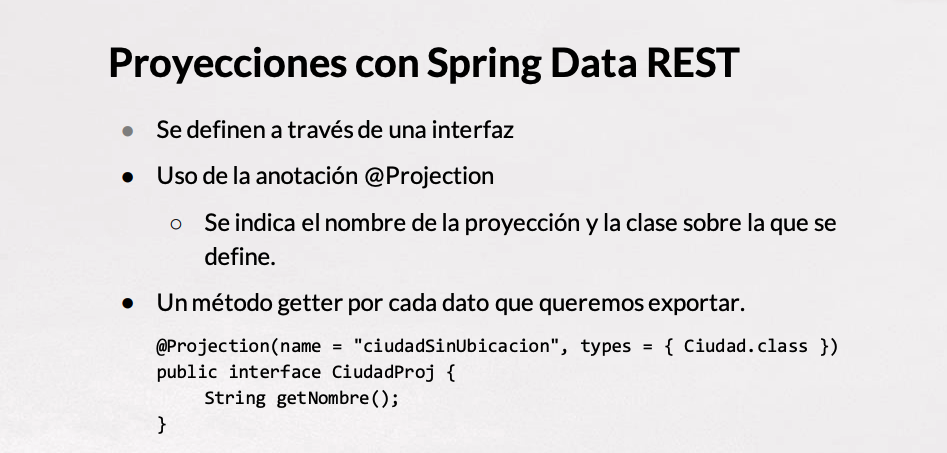 Proyecciones con Spring Data REST
● Se definen a través de una interfaz
● Uso de la anotación @Projection
○ Se indica el nombre de la proyección y la clase sobre la que se
define.
● Un método getter por cada dato que queremos exportar.
@Projection(name = "ciudadSinUbicacion", types = { Ciudad.class })
public interface CiudadProj {
String getNombre();
}